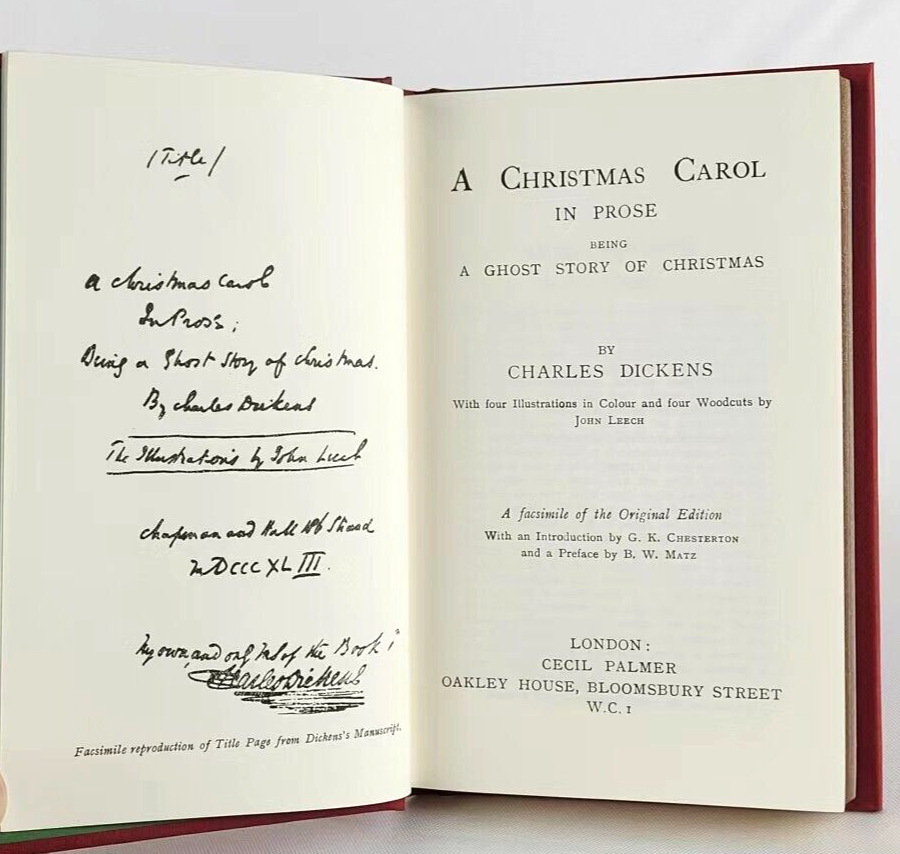 /Title/
A Christmas Carol
In Prose;
Being a Ghost Story of Christmas.
By Charles Dickens
The Illustrations by John Leech
Chapman and Hall 186 Strand
MDCCCXLIII.
My own, and only MS of the Book
Charles Dickens
Facsimile reproduction of Title Page from Dickens's Manuscript.
A CHRISTMAS CAROL
IN PROSE
BEING
A GHOST STORY OF CHRISTMAS
BY
CHARLES DICKENS
With four Illustrations in Colour and four Woodcuts by
JOHN LEECH
A facsimile of the Original Edition
With an Introduction by G. K. CHESTERTON
and a Preface by B. W. MATZ
LONDON:
CECIL PALMER
OAKLEY HOUSE, BLOOMSBURY STREET
W.C. 1